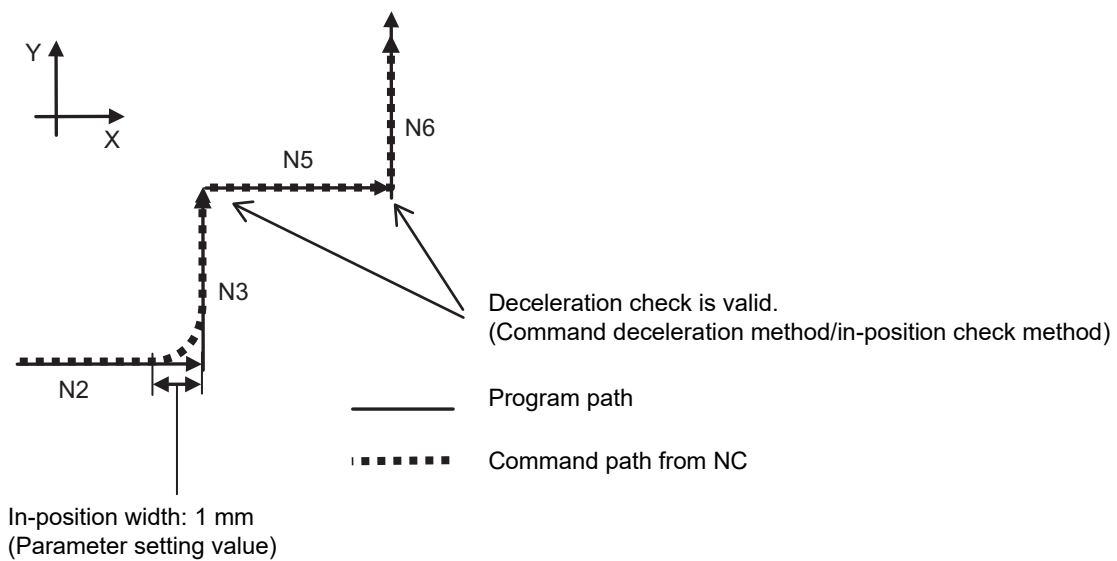 Y
X
N6
N5
N3
N2
Deceleration check is valid.
(Command deceleration method/in-position check method)
Program path
Command path from NC
In-position width: 1 mm
(Parameter setting value)